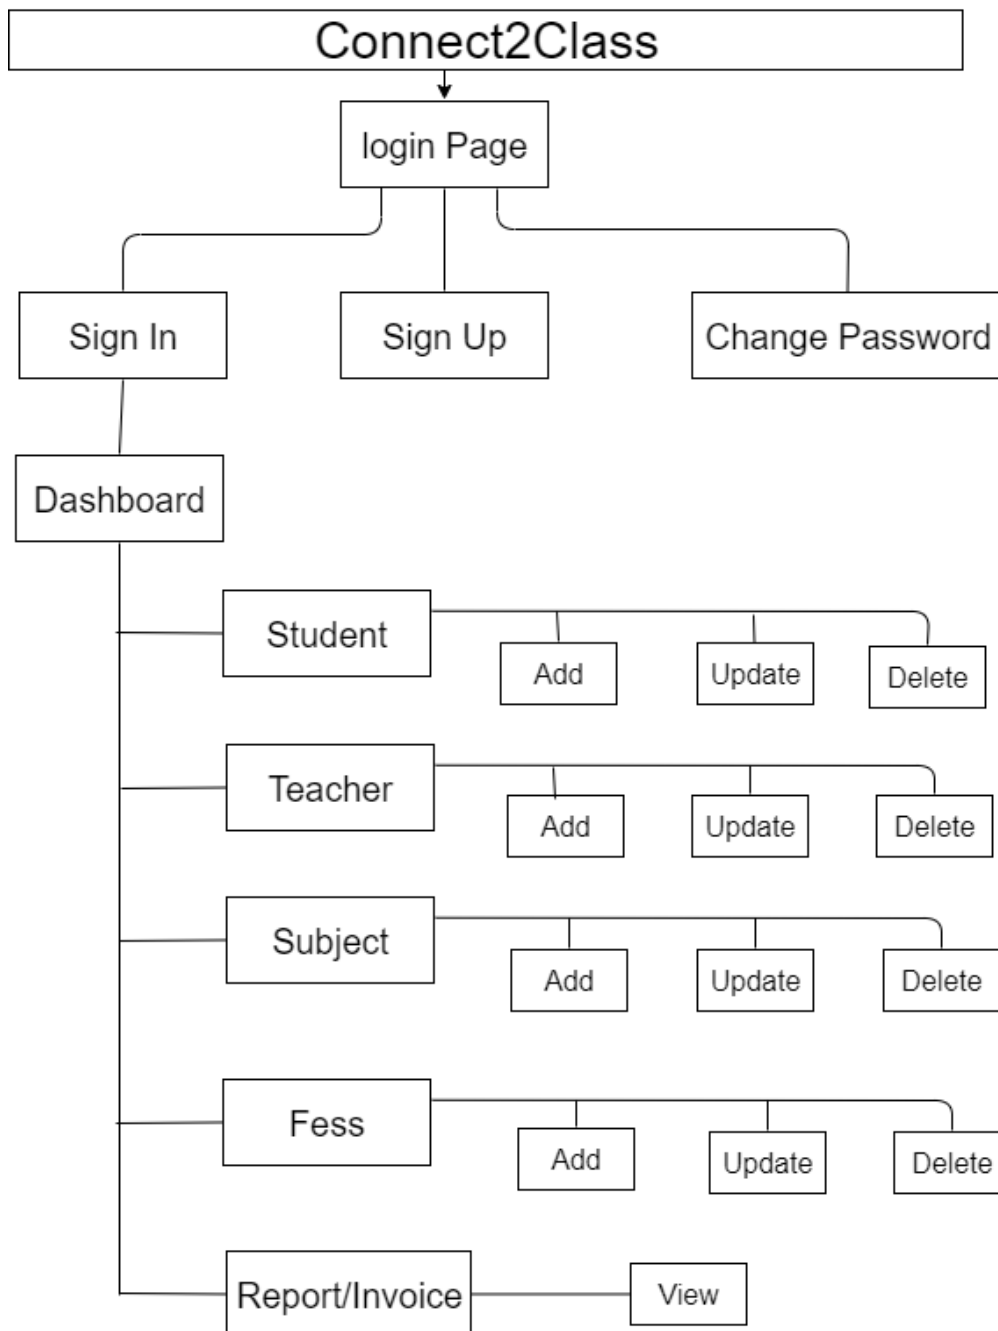 Connect2Class
login Page
Sign In
Sign Up
Change Password
Dashboard
Student
Add
Update
Delete
Teacher
Add
Update
Delete
Subject
Add
Update
Delete
Fess
Add
Update
Delete
Report/Invoice
View